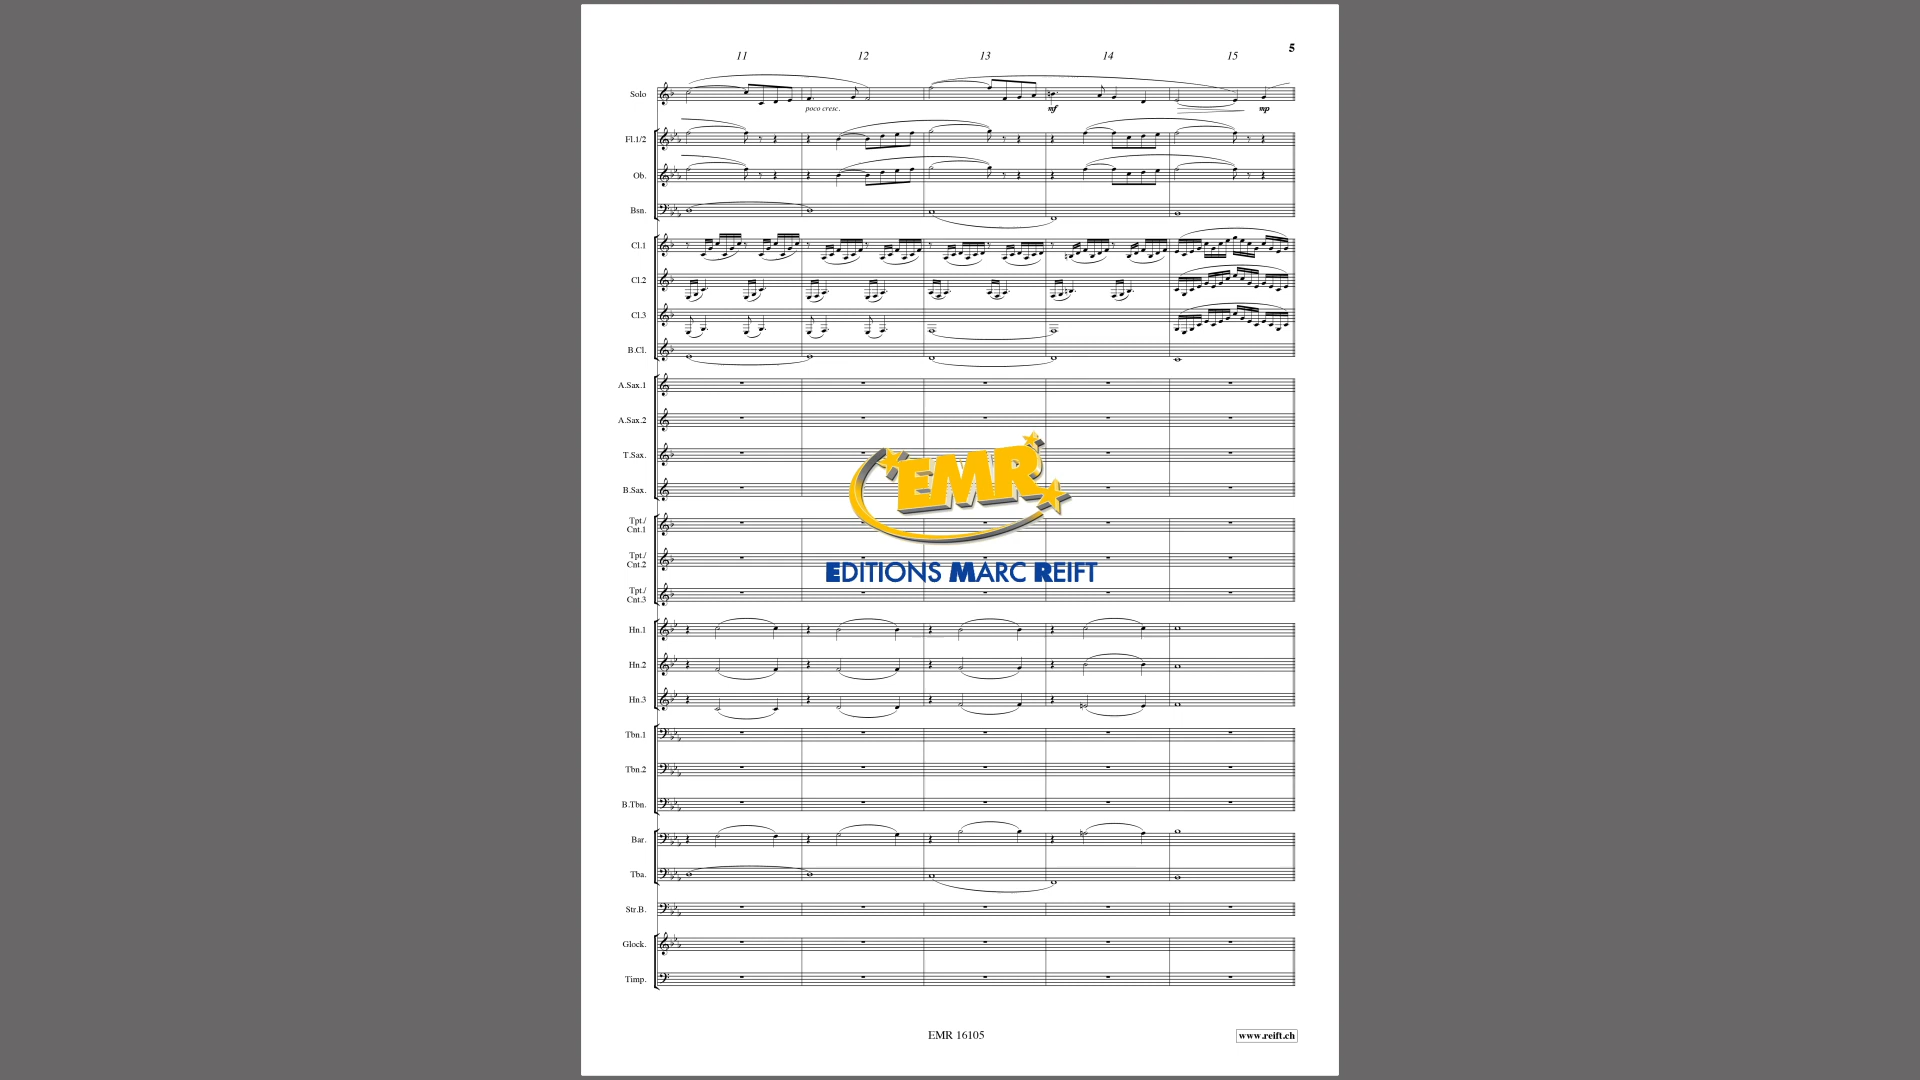 5
11 12 13 14 15
Solo
poco cresc. mf mp
Fl.1/2
Ob.
Bsn.
Cl.1
Cl.2
Cl.3
B.Cl.
A.Sax.1
A.Sax.2
T.Sax.
B.Sax.
Tpt./
Cnt.1
Tpt./
Cnt.2
Tpt./
Cnt.3
EMR
EDITIONS MARC REIFT
Hn.1
Hn.2
Hn.3
Tbn.1
Tbn.2
B.Tbn.
Bar.
Tba.
Str.B.
Glock.
Timp.
EMR 16105
www.reift.ch